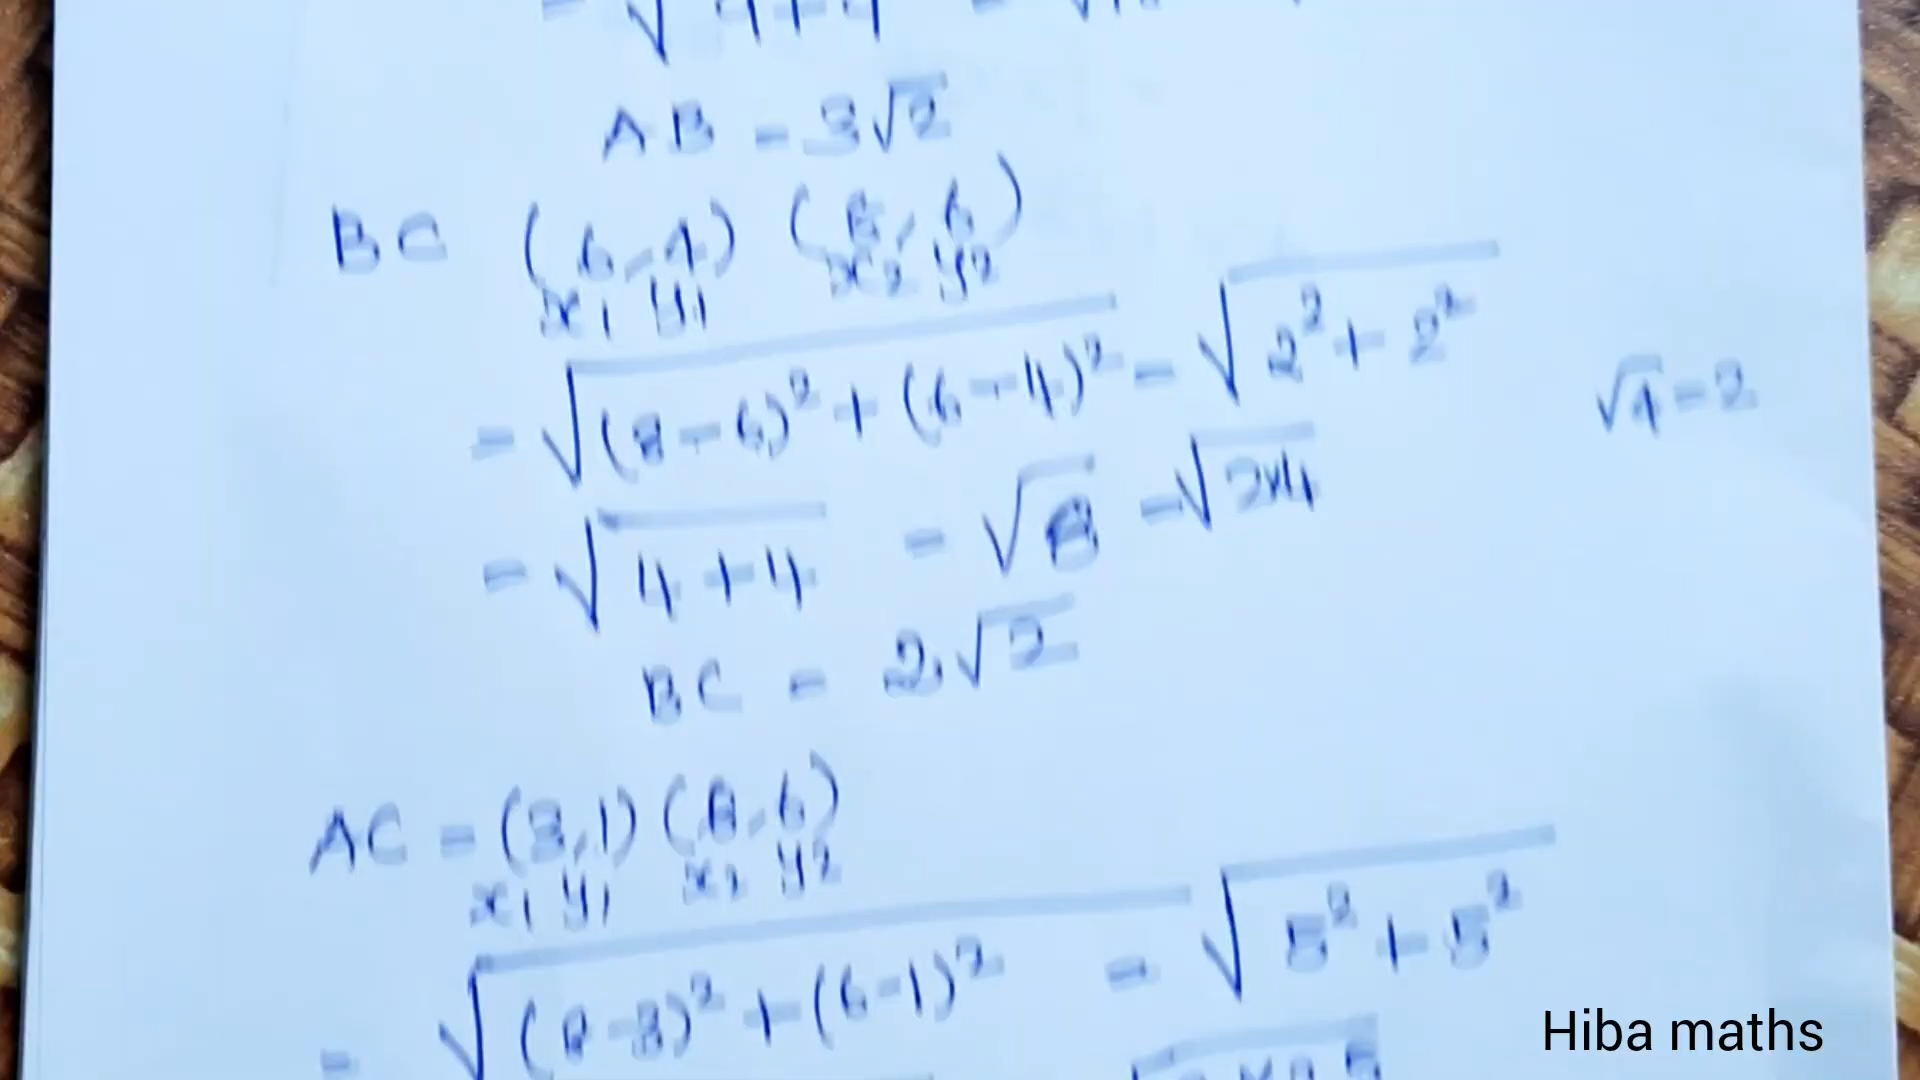 = √4+4
AB = 3√2
BC (6,4) (8,6)
x₁ y₁ x₂ y₂
= √(8-6)² + (6-4)² = √2² + 2²
√4 = 2
= √4+4 = √8 = √2×4
BC = 2√2
AC = (3,1) (8,6)
x₁ y₁ x₂ y₂
= √(8-3)² + (6-1)² = √5² + 5²
Hiba maths